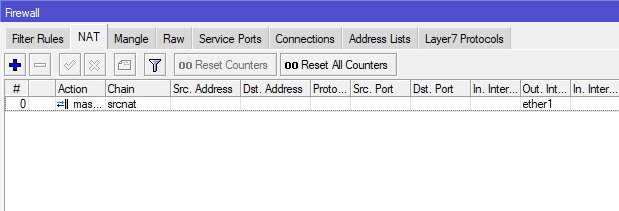 Firewall
Filter Rules NAT Mangle Raw Service Ports Connections Address Lists Layer7 Protocols
00 Reset Counters 00 Reset All Counters
# Action Chain Src. Address Dst. Address Proto... Src. Port Dst. Port In. Inter... Out. Int... In. Inter...
0 mas... srcnat ether1